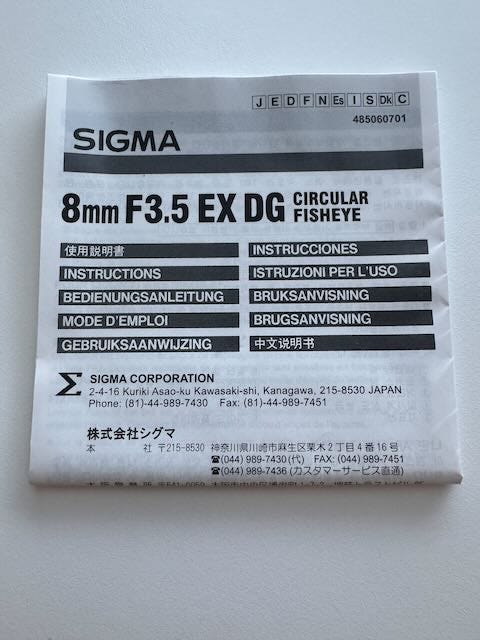 J E D F N Es I S Dk C
485060701
SIGMA
8mm F3.5 EX DG CIRCULAR FISHEYE
使用説明書
INSTRUCTIONS
BEDIENUNGSANLEITUNG
MODE D'EMPLOI
GEBRUIKSAANWIJZING
INSTRUCCIONES
ISTRUZIONI PER L'USO
BRUKSANVISNING
BRUGSANVISNING
中文说明书
SIGMA CORPORATION
2-4-16 Kuriki Asao-ku Kawasaki-shi, Kanagawa, 215-8530 JAPAN
Phone: (81)-44-989-7430 Fax: (81)-44-989-7451
株式会社シグマ
本 社 〒215-8530 神奈川県川崎市麻生区栗木2丁目4番16号
☎(044) 989-7430(代) FAX: (044) 989-7451
☎(044) 989-7436 (カスタマーサービス直通)